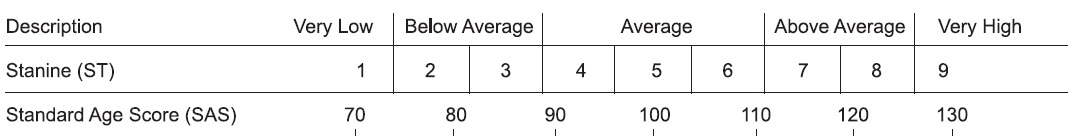 Description Very Low Below Average Average Above Average Very High
Stanine (ST) 1 2 3 4 5 6 7 8 9
Standard Age Score (SAS) 70 80 90 100 110 120 130